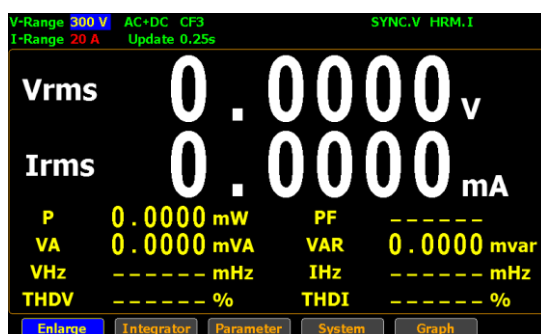 V-Range 300 V AC+DC CF3 SYNC.V HRM.I
I-Range 20 A Update 0.25s
Vrms 0.0000 V
Irms 0.0000 mA
P 0.0000 mW PF ------
VA 0.0000 mVA VAR 0.0000 mvar
VHz ------ mHz IHz ------ mHz
THDV ------ % THDI ------ %
Enlarge Integrator Parameter System Graph